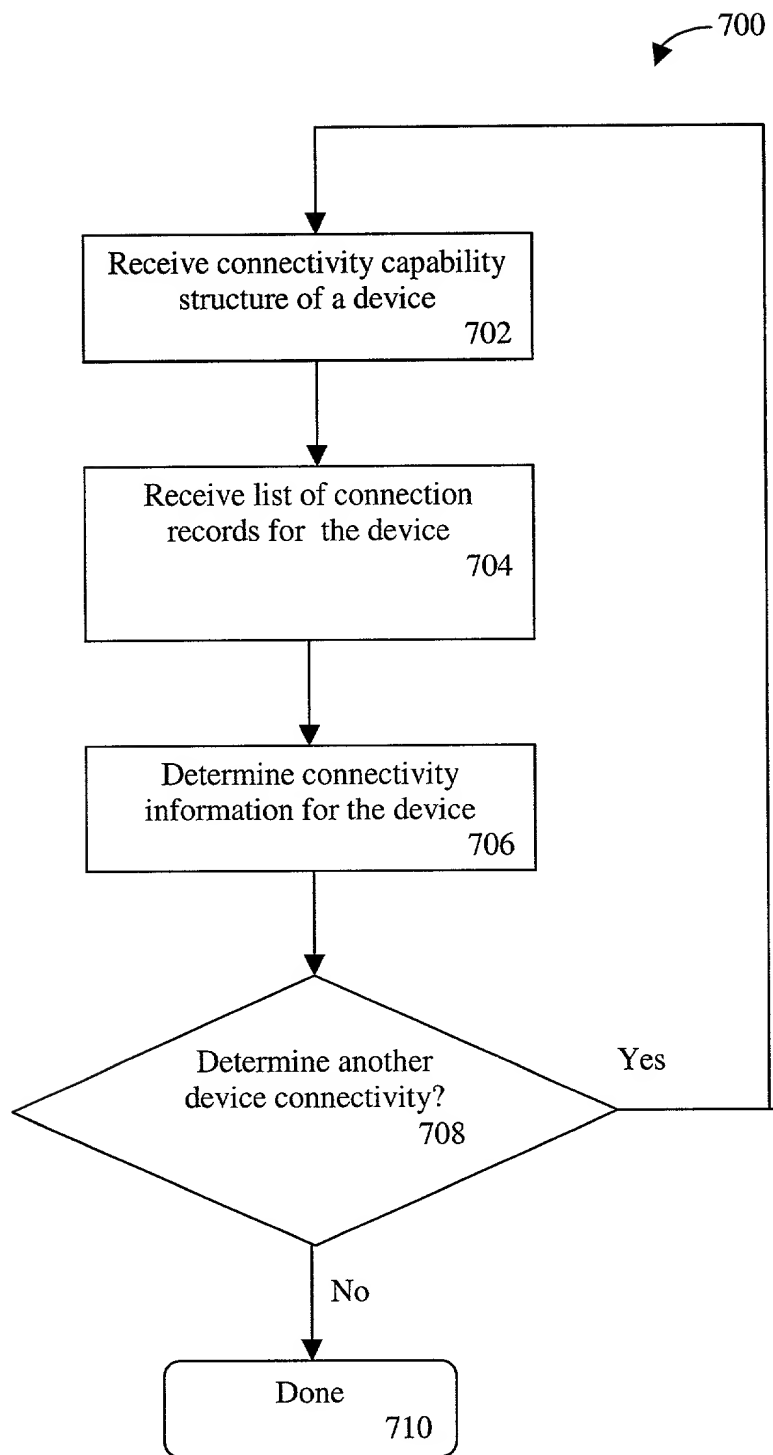 700
Receive connectivity capability
structure of a device
702
Receive list of connection
records for the device
704
Determine connectivity
information for the device
706
Determine another
device connectivity?
708
Yes
No
Done
710